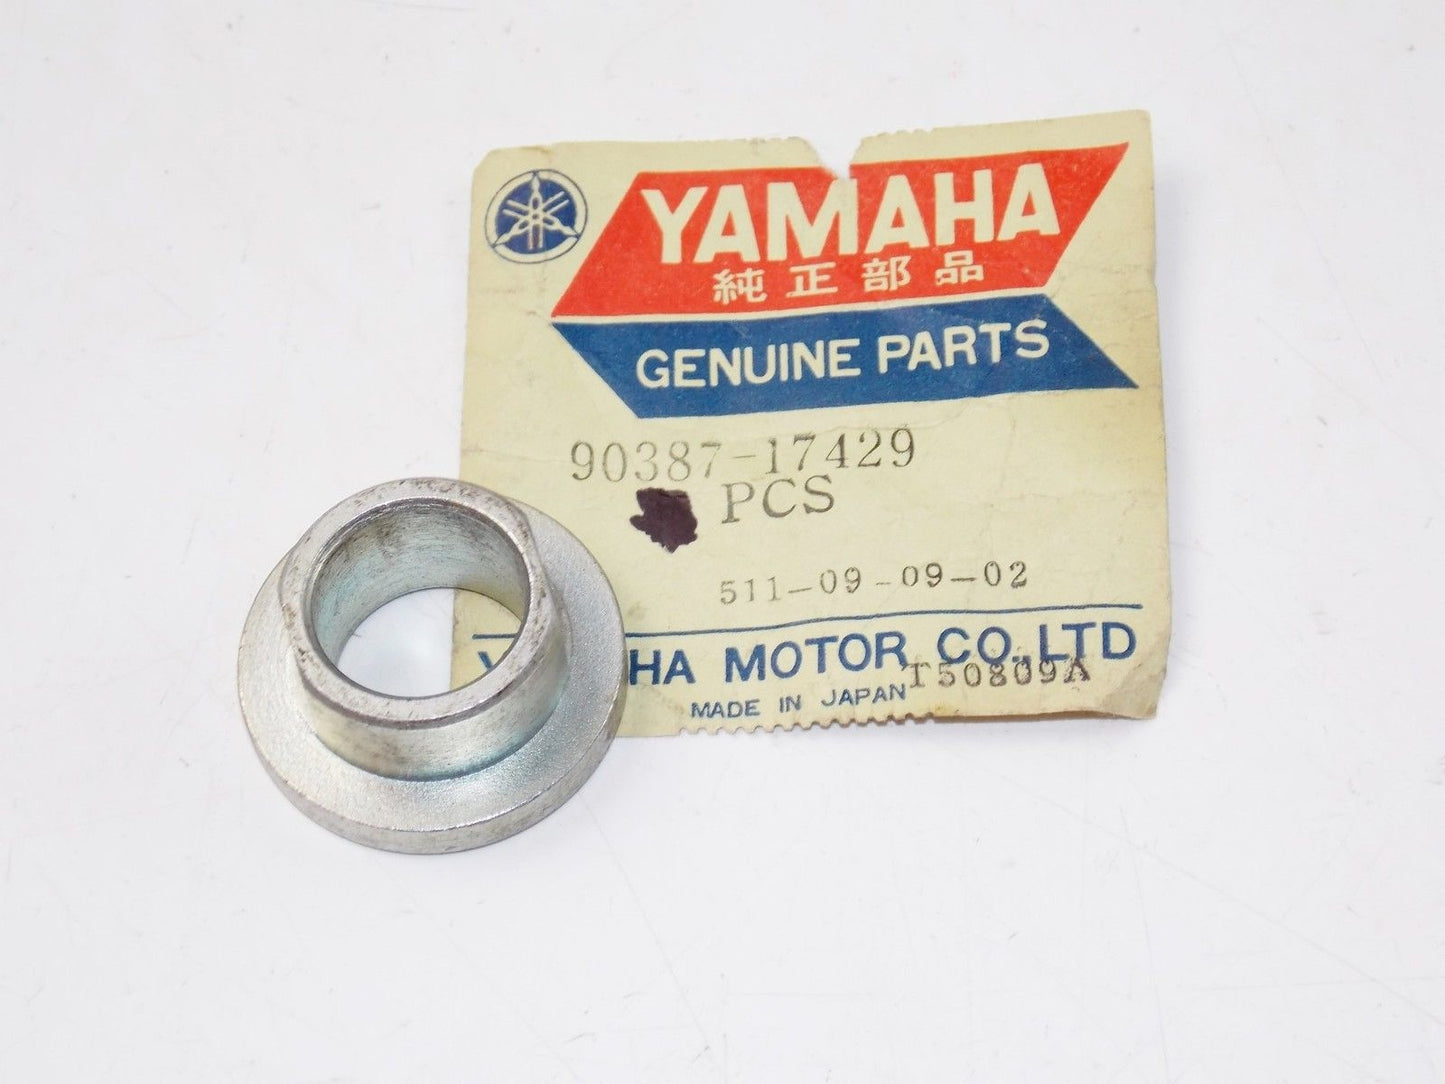 YAMAHA
純正部品
GENUINE PARTS
90387-17429
PCS
511-09-09-02
HA MOTOR CO.,LTD
MADE IN JAPAN
T50809A